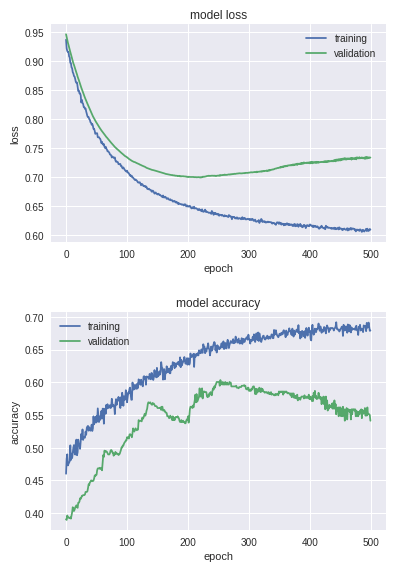 model loss
0.95
0.90
0.85
0.80
0.75
0.70
0.65
0.60
loss
training
validation
0 100 200 300 400 500
epoch
model accuracy
0.70
0.65
0.60
0.55
0.50
0.45
0.40
accuracy
training
validation
0 100 200 300 400 500
epoch